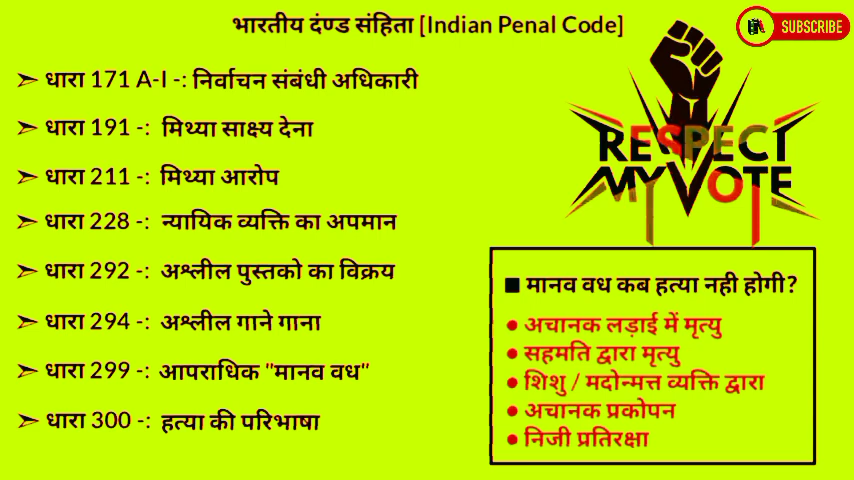 भारतीय दंण्ड संहिता [Indian Penal Code]
SUBSCRIBE
➣ धारा 171 A-I -: निर्वाचन संबंधी अधिकारी
➣ धारा 191 -: मिथ्या साक्ष्य देना
➣ धारा 211 -: मिथ्या आरोप
➣ धारा 228 -: न्यायिक व्यक्ति का अपमान
➣ धारा 292 -: अश्लील पुस्तको का विक्रय
➣ धारा 294 -: अश्लील गाने गाना
➣ धारा 299 -: आपराधिक "मानव वध"
➣ धारा 300 -: हत्या की परिभाषा
RESPECT
MY VOTE
■ मानव वध कब हत्या नही होगी?
● अचानक लड़ाई में मृत्यु
● सहमति द्वारा मृत्यु
● शिशु / मदोन्मत्त व्यक्ति द्वारा
● अचानक प्रकोपन
● निजी प्रतिरक्षा